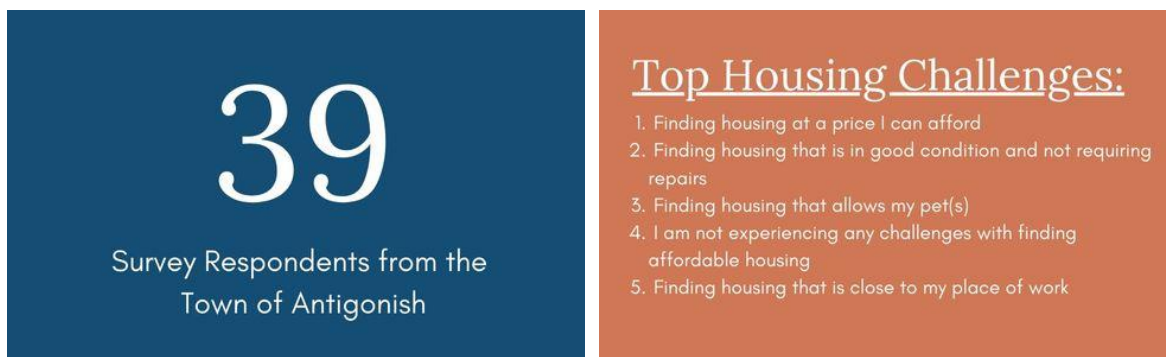 39
Survey Respondents from the
Town of Antigonish
Top Housing Challenges:
1. Finding housing at a price I can afford
2. Finding housing that is in good condition and not requiring
repairs
3. Finding housing that allows my pet(s)
4. I am not experiencing any challenges with finding
affordable housing
5. Finding housing that is close to my place of work